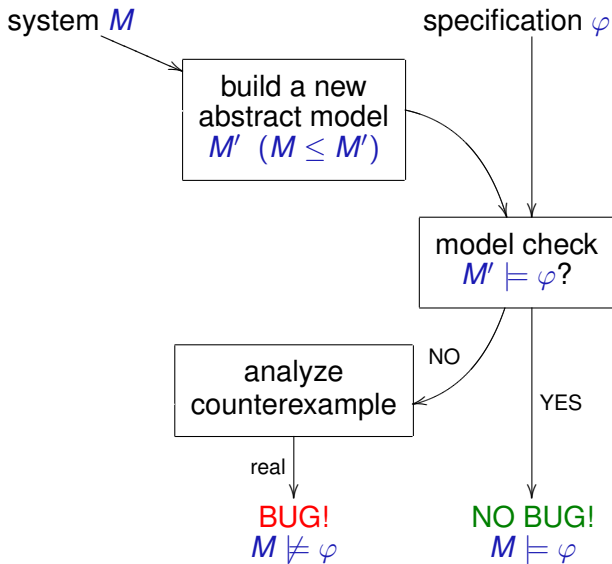 system M
specification φ
build a new
abstract model
M′ (M ≤ M′)
model check
M′ ⊨ φ?
NO
analyze
counterexample
YES
real
BUG!
M ⊭ φ
NO BUG!
M ⊨ φ